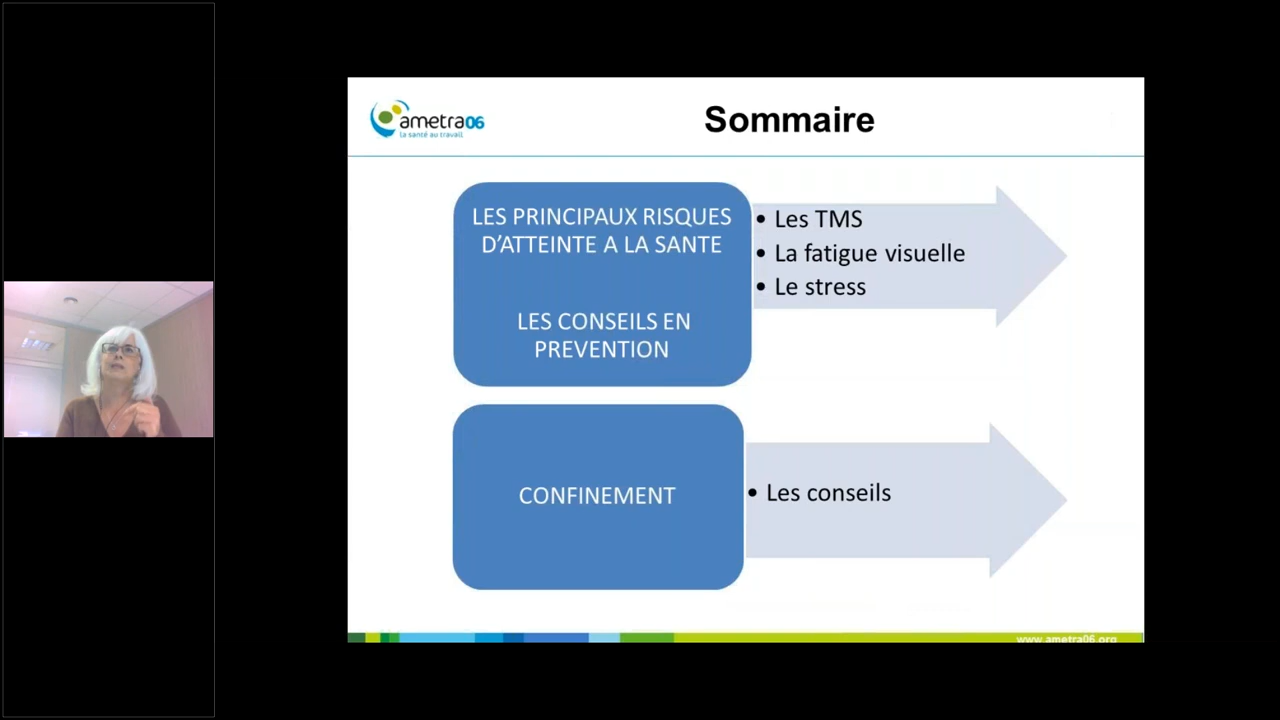 ametra06
la santé au travail
Sommaire
LES PRINCIPAUX RISQUES
D’ATTEINTE A LA SANTE
LES CONSEILS EN
PREVENTION
• Les TMS
• La fatigue visuelle
• Le stress
CONFINEMENT
• Les conseils
www.ametra06.org